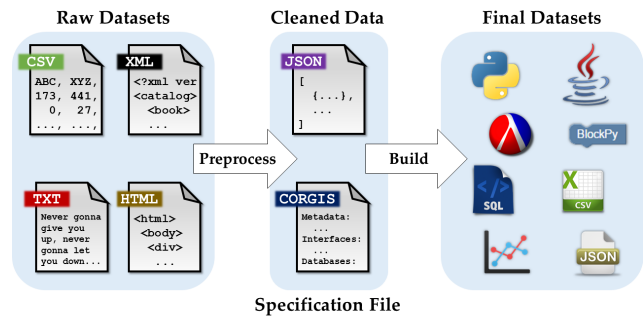 Raw Datasets
CSV
ABC, XYZ,
173, 441,
0, 27,
..., ...,
XML
<?xml ver
<catalog>
<book>
...
TXT
Never gonna
give you
up, never
gonna let
you down...
HTML
<html>
<body>
<div>
...
Preprocess
Cleaned Data
JSON
[
{...},
...
]
CORGIS
Metadata:
...
Interfaces:
...
Databases:
Specification File
Build
Final Datasets
BlockPy
</>
SQL
X
CSV
JSON